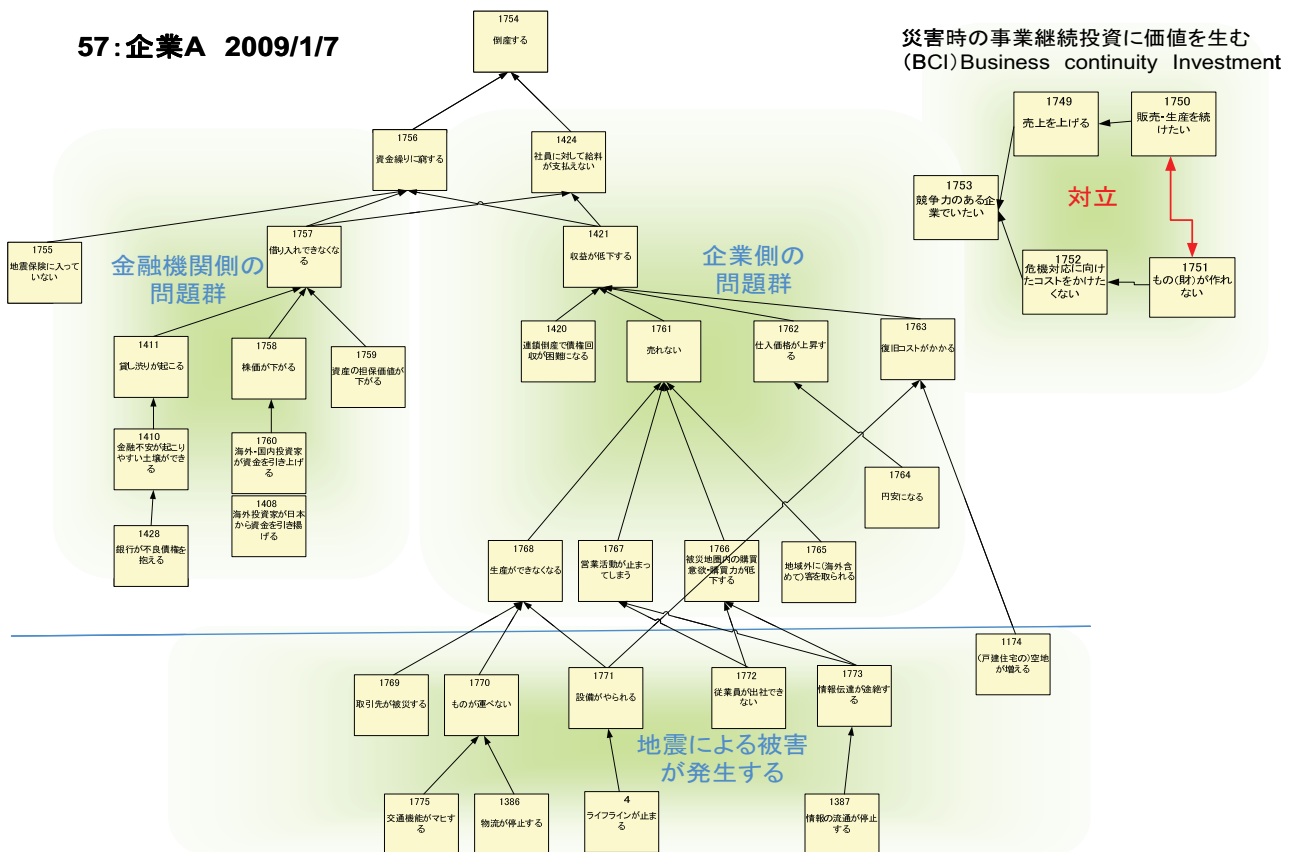 57:企業A 2009/1/7
災害時の事業継続投資に価値を生む
(BCI)Business continuity Investment
1754
倒産する
1756
資金繰りに窮する
1424
社員に対して給料
が支払えない
1755
地震保険に入って
いない
1757
借り入れできなくな
る
1421
収益が低下する
金融機関側の
問題群
企業側の
問題群
1749
売上を上げる
1750
販売・生産を続
けたい
1753
競争力のある企
業でいたい
対立
1752
危機対応に向け
たコストをかけた
くない
1751
もの(財)が作れ
ない
1411
貸し渋りが起こる
1758
株価が下がる
1759
資産の担保価値が
下がる
1420
連鎖倒産で債権回
収が困難になる
1761
売れない
1762
仕入価格が上昇す
る
1763
復旧コストがかかる
1410
金融不安が起こり
やすい土壌ができ
る
1760
海外・国内投資家
が資金を引き上げ
る
1408
海外投資家が日本
から資金を引き揚
げる
1428
銀行が不良債権を
抱える
1764
円安になる
1768
生産ができなくなる
1767
営業活動が止まっ
てしまう
1766
被災地圏内の購買
意欲・購買力が低
下する
1765
地域外に(海外含
めて)客を取られる
1174
(戸建住宅の)空地
が増える
1769
取引先が被災する
1770
ものが運べない
1771
設備がやられる
1772
従業員が出社でき
ない
1773
情報伝達が途絶す
る
地震による被害
が発生する
1775
交通機能がマヒす
る
1386
物流が停止する
4
ライフラインが止ま
る
1387
情報の流通が停止
する